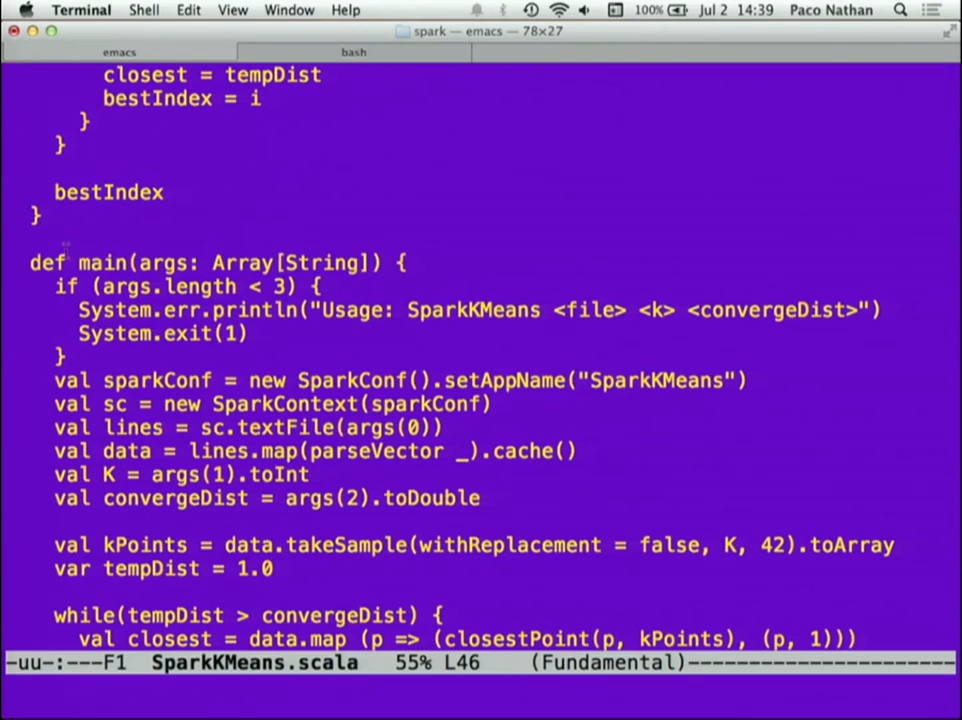 Terminal Shell Edit View Window Help 100% Jul 2 14:39 Paco Nathan
spark — emacs — 78×27
emacs bash
closest = tempDist
bestIndex = i
}
}
bestIndex
}
def main(args: Array[String]) {
if (args.length < 3) {
System.err.println("Usage: SparkKMeans <file> <k> <convergeDist>")
System.exit(1)
}
val sparkConf = new SparkConf().setAppName("SparkKMeans")
val sc = new SparkContext(sparkConf)
val lines = sc.textFile(args(0))
val data = lines.map(parseVector _).cache()
val K = args(1).toInt
val convergeDist = args(2).toDouble
val kPoints = data.takeSample(withReplacement = false, K, 42).toArray
var tempDist = 1.0
while(tempDist > convergeDist) {
val closest = data.map (p => (closestPoint(p, kPoints), (p, 1)))
-uu-:---F1 SparkKMeans.scala 55% L46 (Fundamental)----------------------